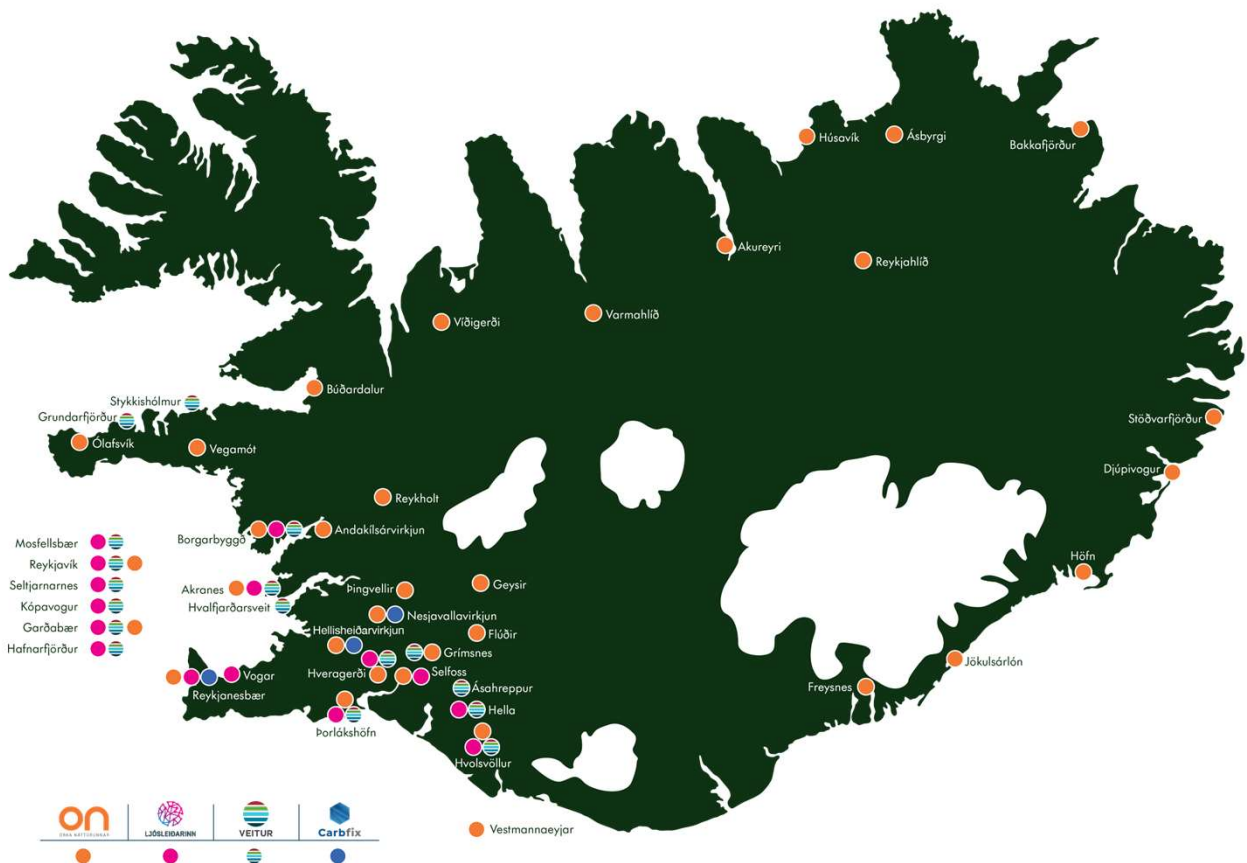 Húsavík
Ásbyrgi
Bakkafjörður
Akureyri
Reykjahlíð
Varmahlíð
Víðigerði
Búðardalur
Stykkishólmur
Grundarfjörður
Ólafsvík
Vegamót
Stöðvarfjörður
Djúpivogur
Reykholt
Borgarbyggð
Andakílsárvirkjun
Mosfellsbær
Reykjavík
Seltjarnarnes
Kópavogur
Garðabær
Hafnarfjörður
Höfn
Akranes
Þingvellir
Geysir
Hvalfjarðarsveit
Nesjavallavirkjun
Hellisheiðarvirkjun
Flúðir
Grímsnes
Hveragerði
Selfoss
Vogar
Reykjanesbær
Ásahreppur
Hella
Þorlákshöfn
Hvolsvöllur
Jökulsárlón
Freysnes
Vestmannaeyjar
on
ORKA NÁTTÚRUNNAR
LJÓSLEIÐARINN
VEITUR
Carbfix